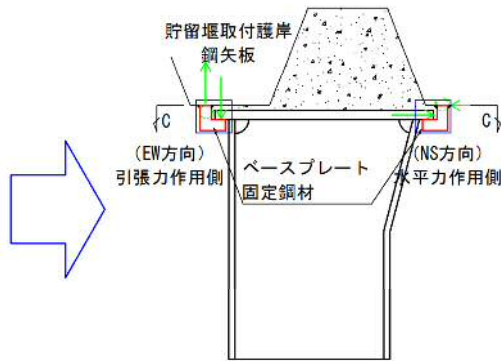 貯留堰取付護岸
鋼矢板
C
C
(EW方向)
引張力作用側
ベースプレート
固定鋼材
(NS方向)
水平力作用側